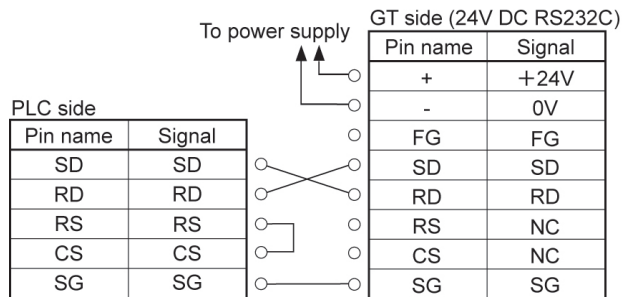 To power supply
GT side (24V DC RS232C)
Pin name Signal
+ +24V
- 0V
FG FG
SD SD
RD RD
RS NC
CS NC
SG SG
PLC side
Pin name Signal
SD SD
RD RD
RS RS
CS CS
SG SG